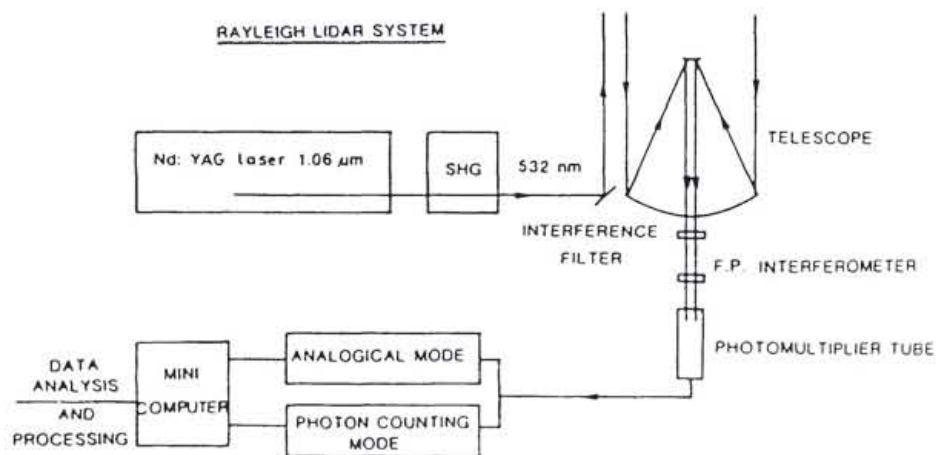 RAYLEIGH LIDAR SYSTEM
Nd: YAG laser 1.06 µm
SHG
532 nm
TELESCOPE
INTERFERENCE
FILTER
F.P. INTERFEROMETER
PHOTOMULTIPLIER TUBE
ANALOGICAL MODE
DATA
ANALYSIS
AND
PROCESSING
MINI
COMPUTER
PHOTON COUNTING
MODE